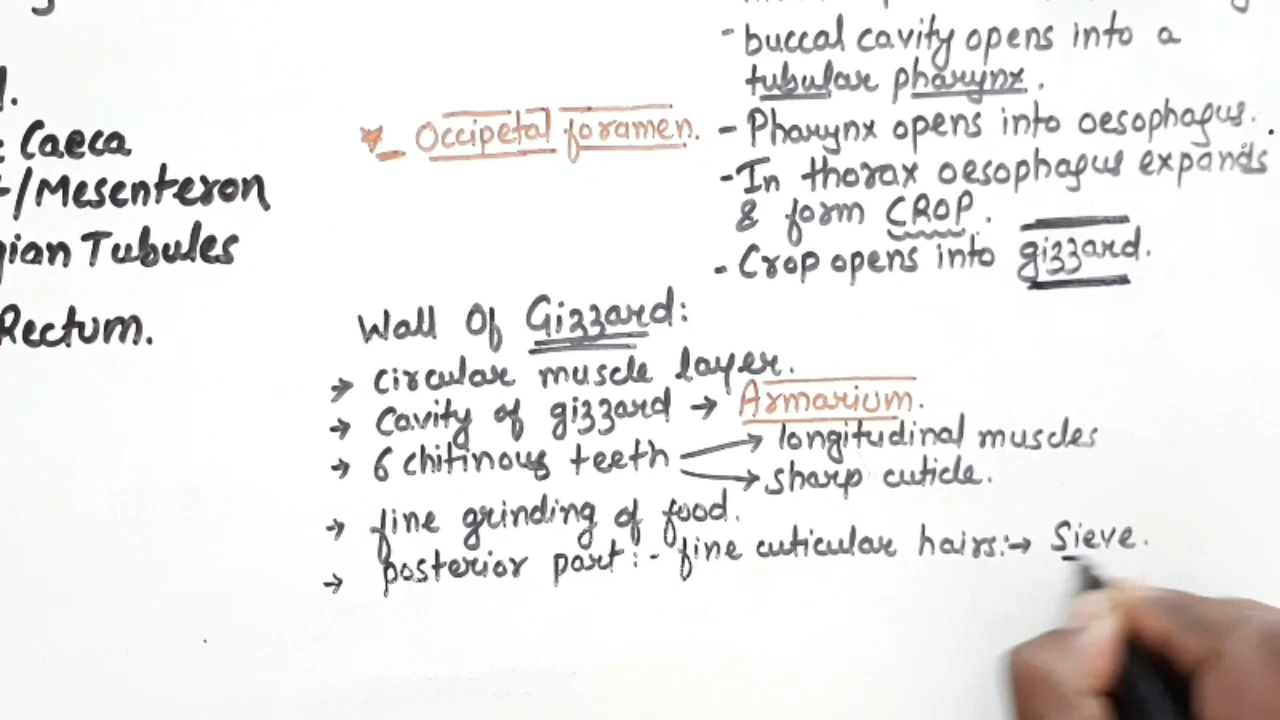 - buccal cavity opens into a
tubular pharynx.
- Pharynx opens into oesophagus.
- In thorax oesophagus expands
& form CROP.
- Crop opens into gizzard.
Caeca
/Mesenteron
gian Tubules
Rectum.
Occipetal foramen.
Wall Of Gizzard:
→ circular muscle layer.
→ Cavity of gizzard → Armarium.
→ 6 chitinous teeth → longitudinal muscles
→ sharp cuticle.
→ fine grinding of food.
→ posterior part:- fine cuticular hairs:→ Sieve.